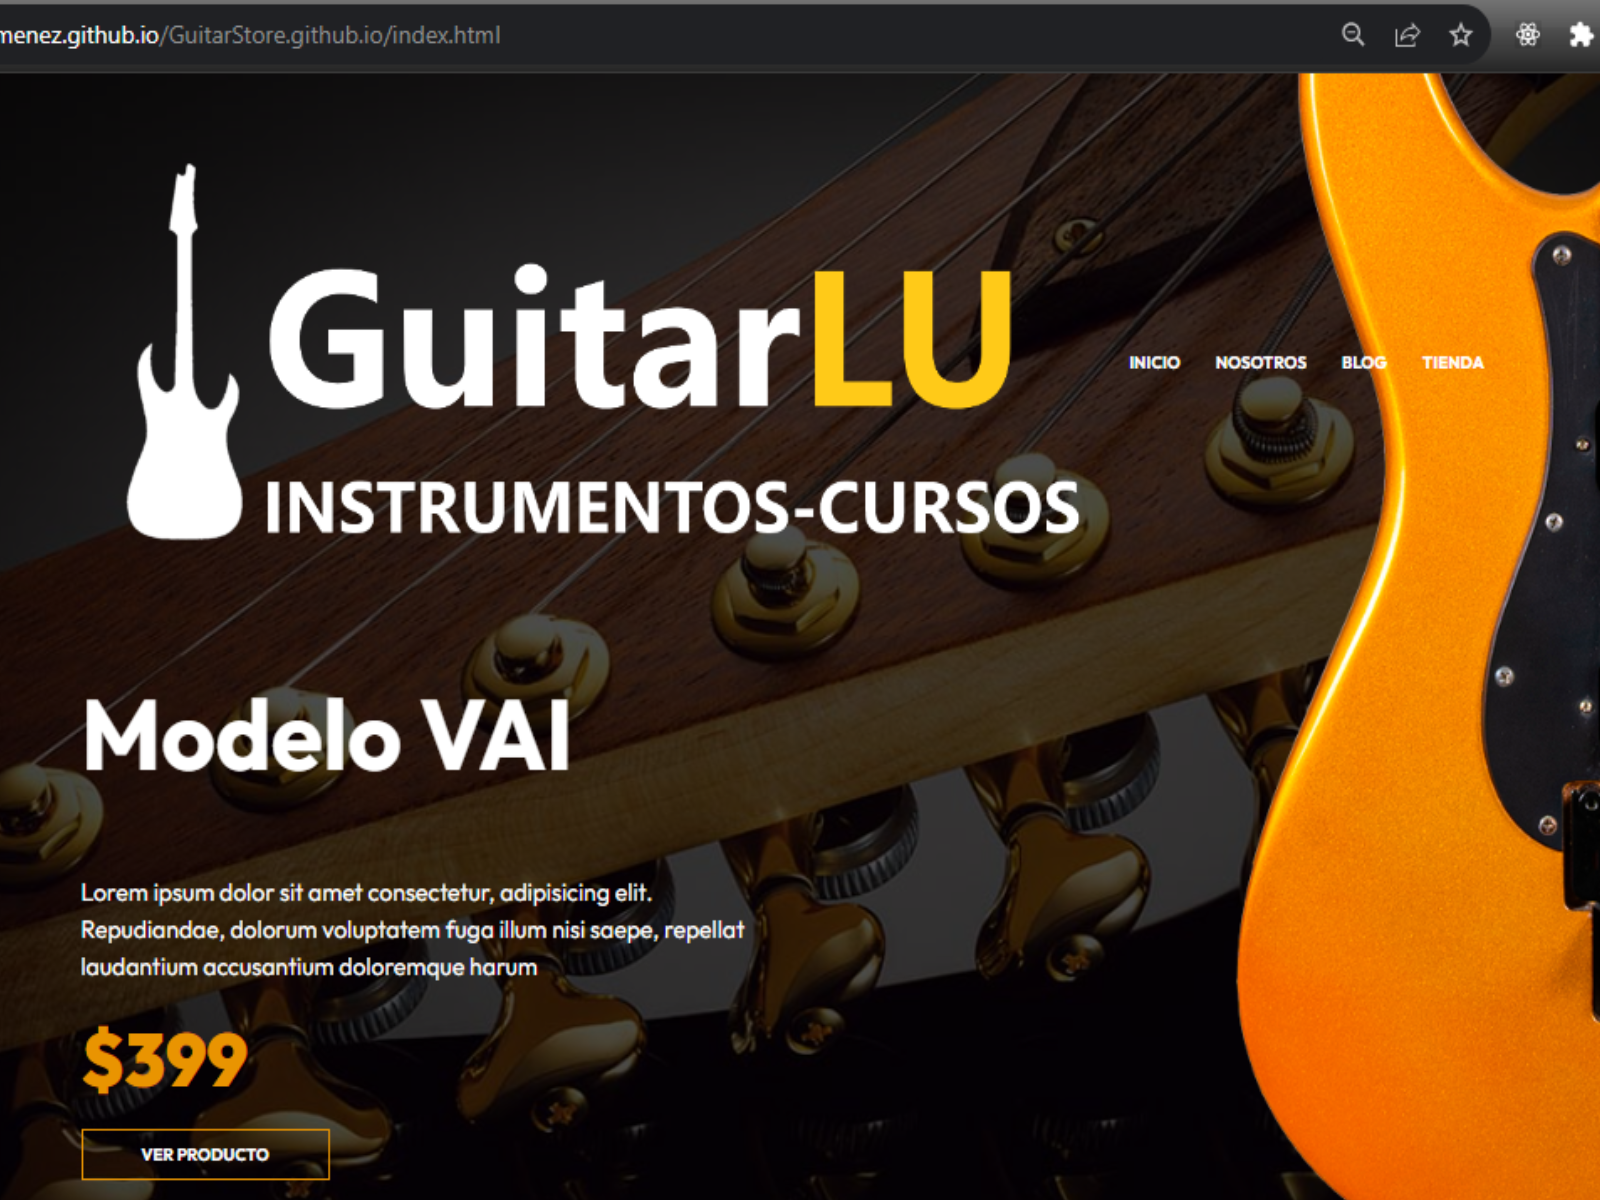 menez.github.io/GuitarStore.github.io/index.html
GuitarLU
INSTRUMENTOS-CURSOS
INICIO NOSOTROS BLOG TIENDA
Modelo VAI
Lorem ipsum dolor sit amet consectetur, adipisicing elit.
Repudiandae, dolorum voluptatem fuga illum nisi saepe, repellat
laudantium accusantium doloremque harum
$399
VER PRODUCTO